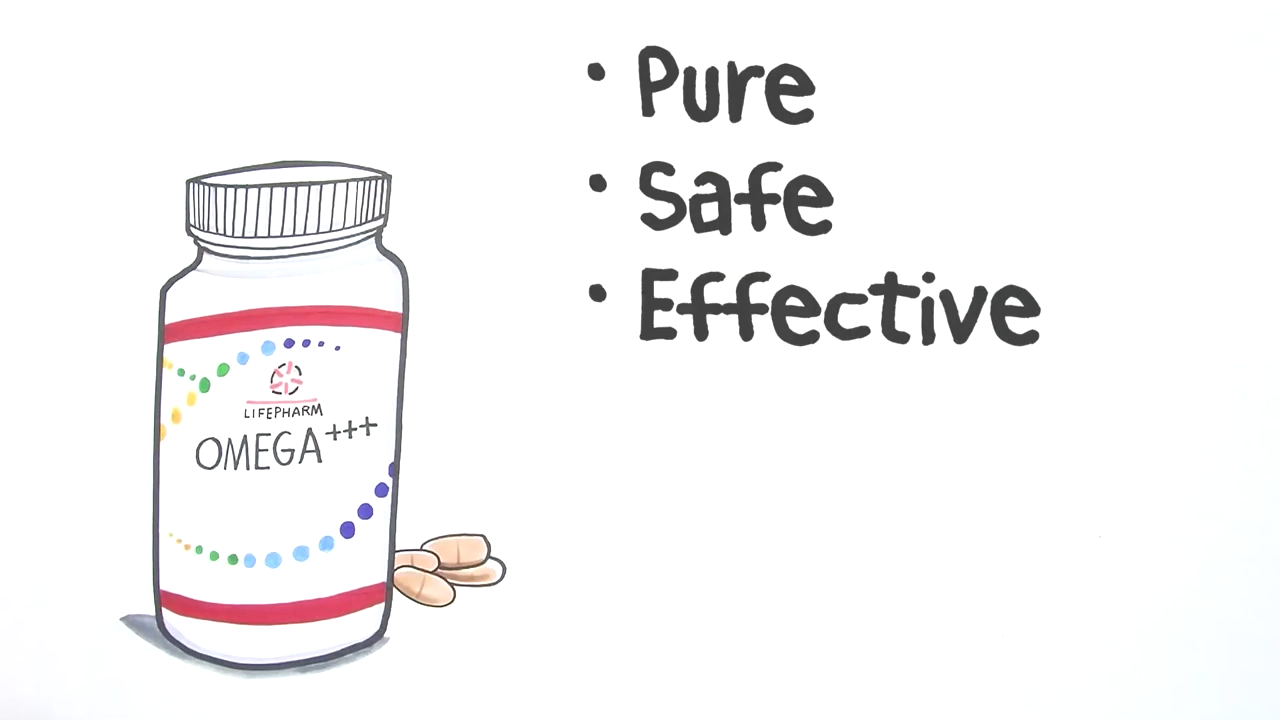 • Pure
• Safe
• Effective
LIFEPHARM
OMEGA+++